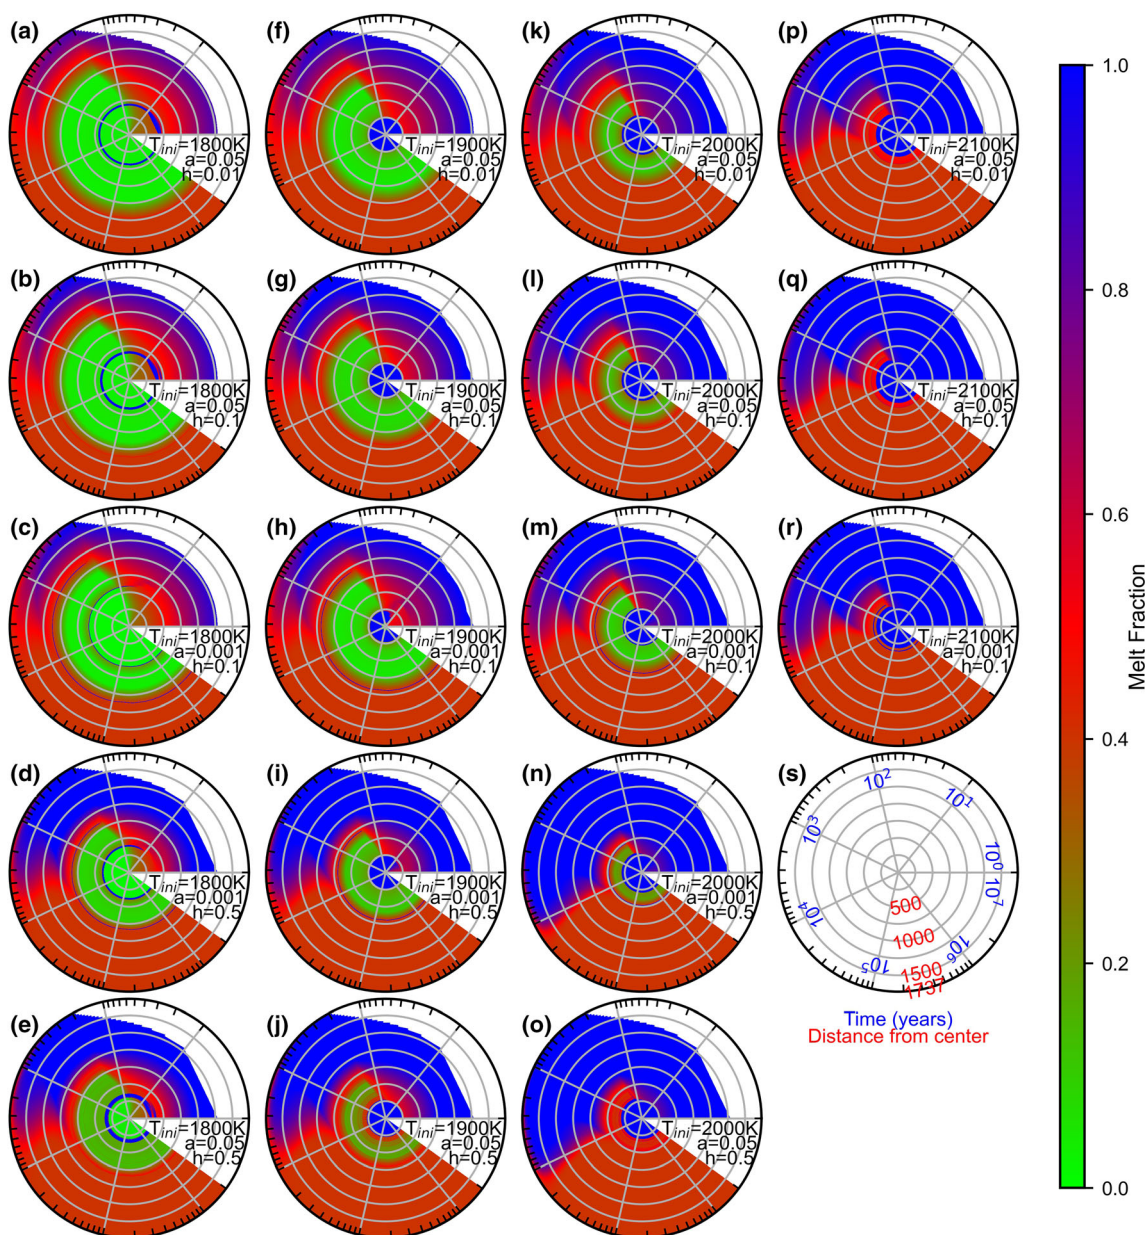 (a)
T_ini=1800K
a=0.05
h=0.01
(f)
T_ini=1900K
a=0.05
h=0.01
(k)
T_ini=2000K
a=0.05
h=0.01
(p)
T_ini=2100K
a=0.05
h=0.01
(b)
T_ini=1800K
a=0.05
h=0.1
(g)
T_ini=1900K
a=0.05
h=0.1
(l)
T_ini=2000K
a=0.05
h=0.1
(q)
T_ini=2100K
a=0.05
h=0.1
(c)
T_ini=1800K
a=0.001
h=0.1
(h)
T_ini=1900K
a=0.001
h=0.1
(m)
T_ini=2000K
a=0.001
h=0.1
(r)
T_ini=2100K
a=0.001
h=0.1
(d)
T_ini=1800K
a=0.001
h=0.5
(i)
T_ini=1900K
a=0.001
h=0.5
(n)
T_ini=2000K
a=0.001
h=0.5
(s)
10^2
10^1
10^3
10^0
10^7
10^4
10^5
10^6
500
1000
1500
1737
Time (years)
Distance from center
(e)
T_ini=1800K
a=0.05
h=0.5
(j)
T_ini=1900K
a=0.05
h=0.5
(o)
T_ini=2000K
a=0.05
h=0.5
1.0
0.8
0.6
0.4
0.2
0.0
Melt Fraction